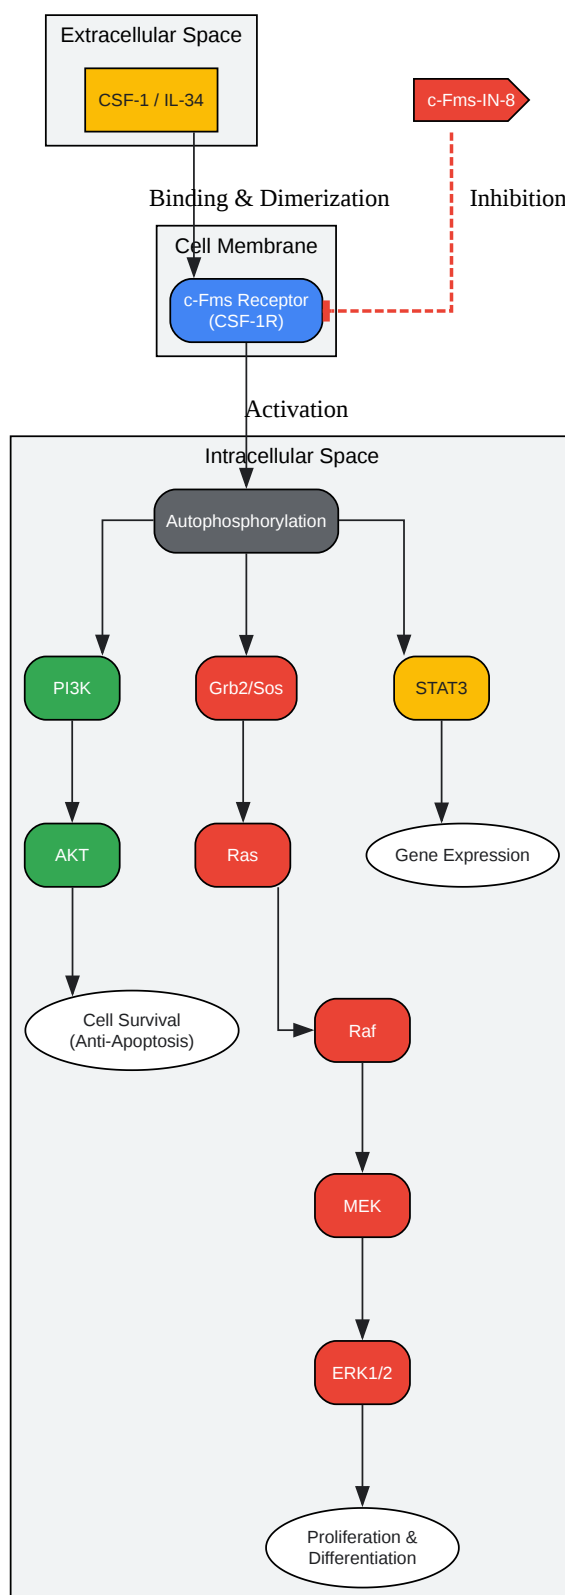 Extracellular Space
CSF-1 / IL-34
c-Fms-IN-8
Binding & Dimerization
Inhibition
Cell Membrane
c-Fms Receptor
(CSF-1R)
Activation
Intracellular Space
Autophosphorylation
PI3K
Grb2/Sos
STAT3
AKT
Ras
Gene Expression
Cell Survival
(Anti-Apoptosis)
Raf
MEK
ERK1/2
Proliferation &
Differentiation